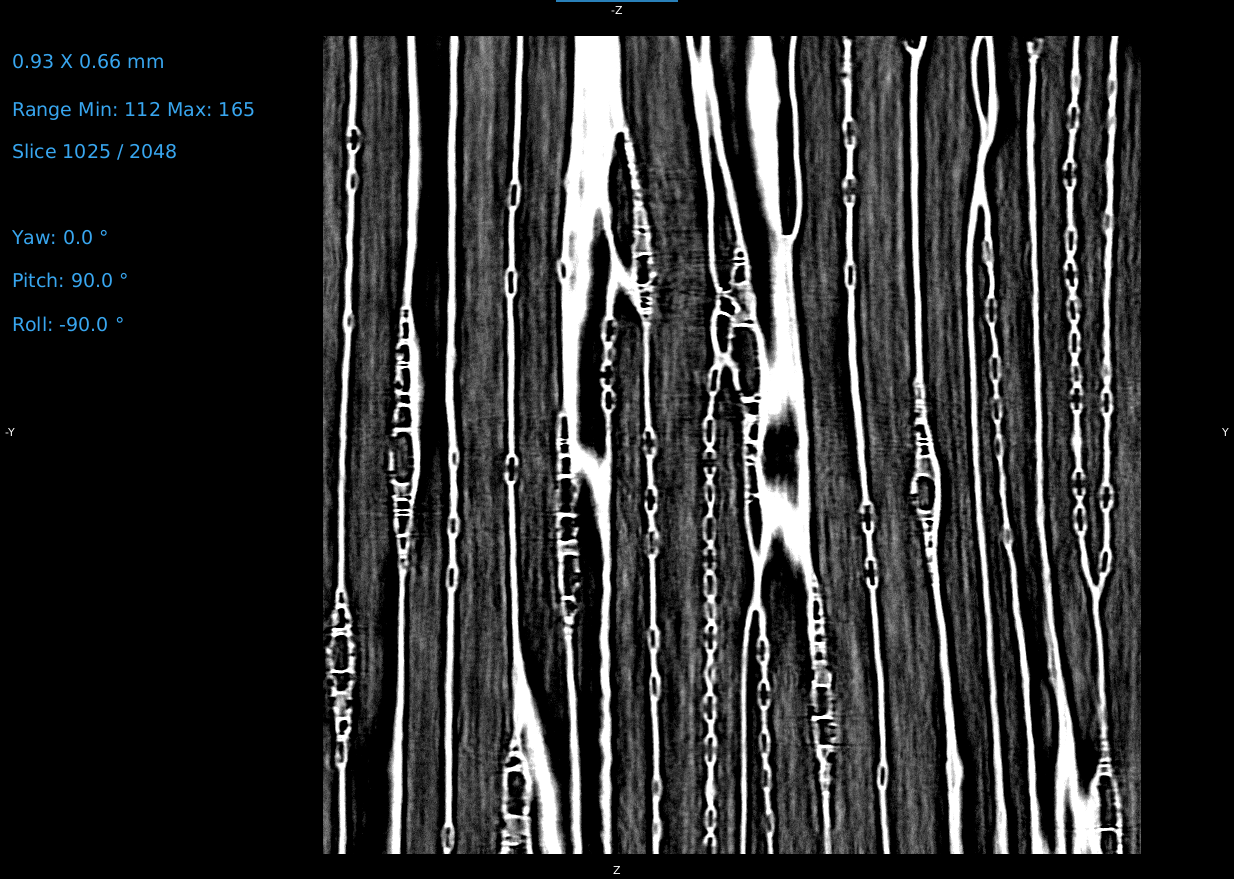 -Z
0.93 X 0.66 mm
Range Min: 112 Max: 165
Slice 1025 / 2048
Yaw: 0.0 °
Pitch: 90.0 °
Roll: -90.0 °
-Y
Y
Z